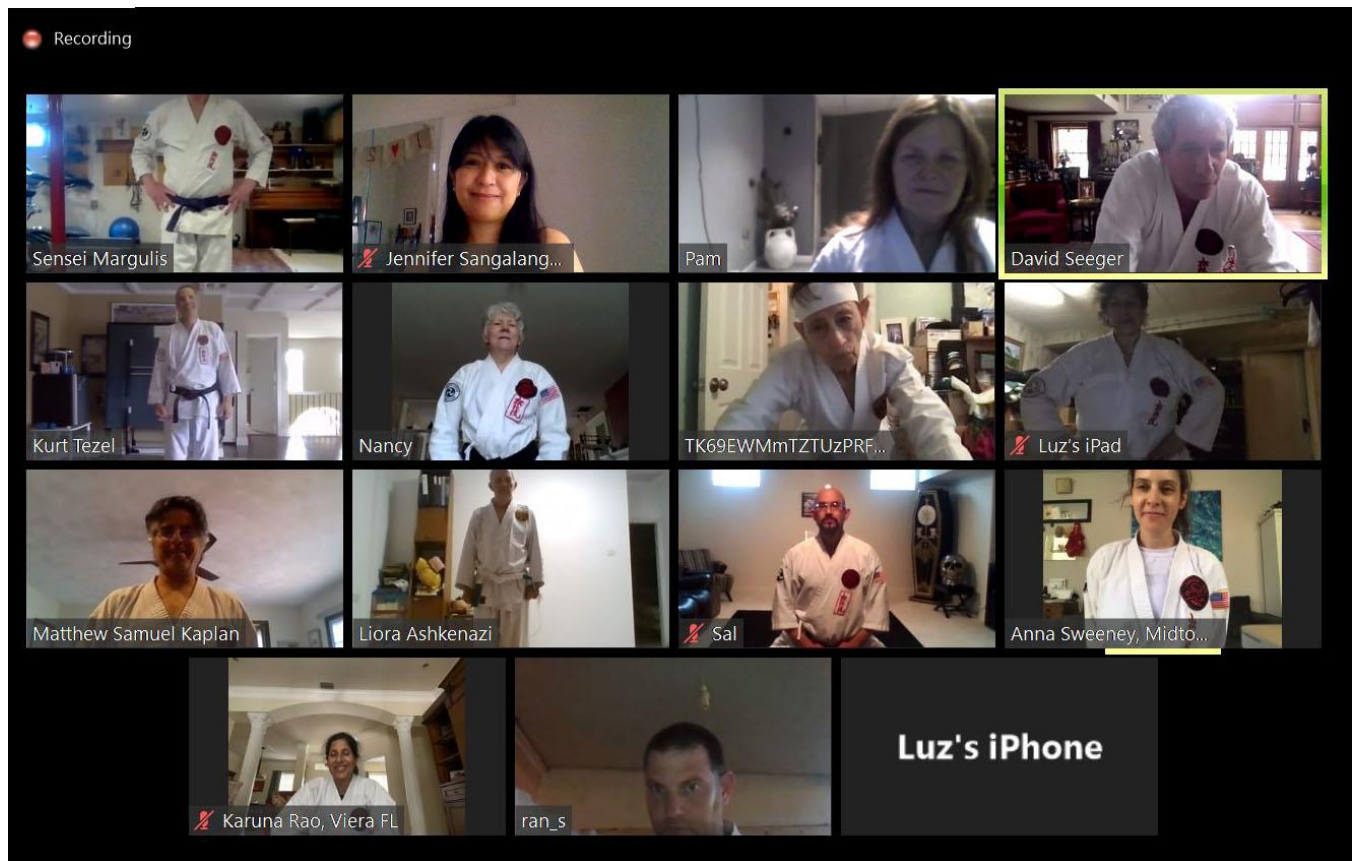 Recording
Sensei Margulis
Jennifer Sangalang...
Pam
David Seeger
Kurt Tezel
Nancy
TK69EWMmTZTUzPRF...
Luz's iPad
Matthew Samuel Kaplan
Liora Ashkenazi
Sal
Anna Sweeney, Midto...
Karuna Rao, Viera FL
ran_s
Luz's iPhone